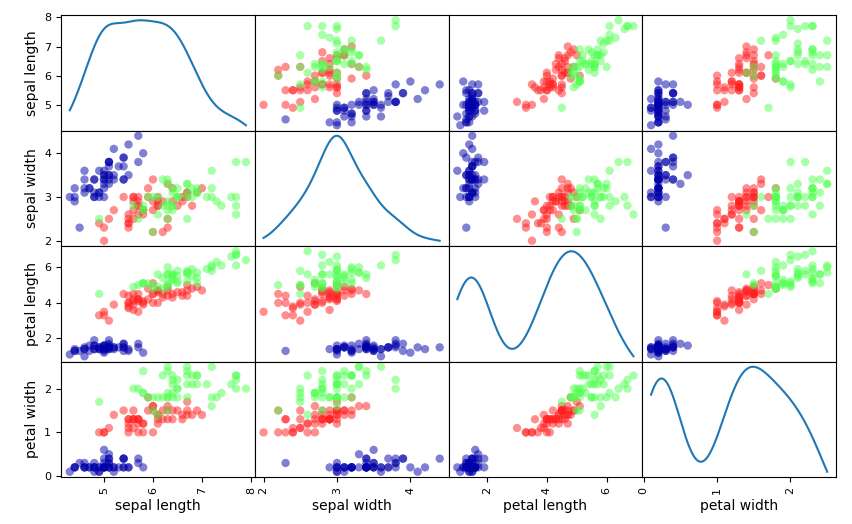 8
7
6
5
sepal length
4
3
2
sepal width
6
4
2
petal length
2
1
0
petal width
5 6 7 8 2 3 4 2 4 6 0 1 2
sepal length sepal width petal length petal width